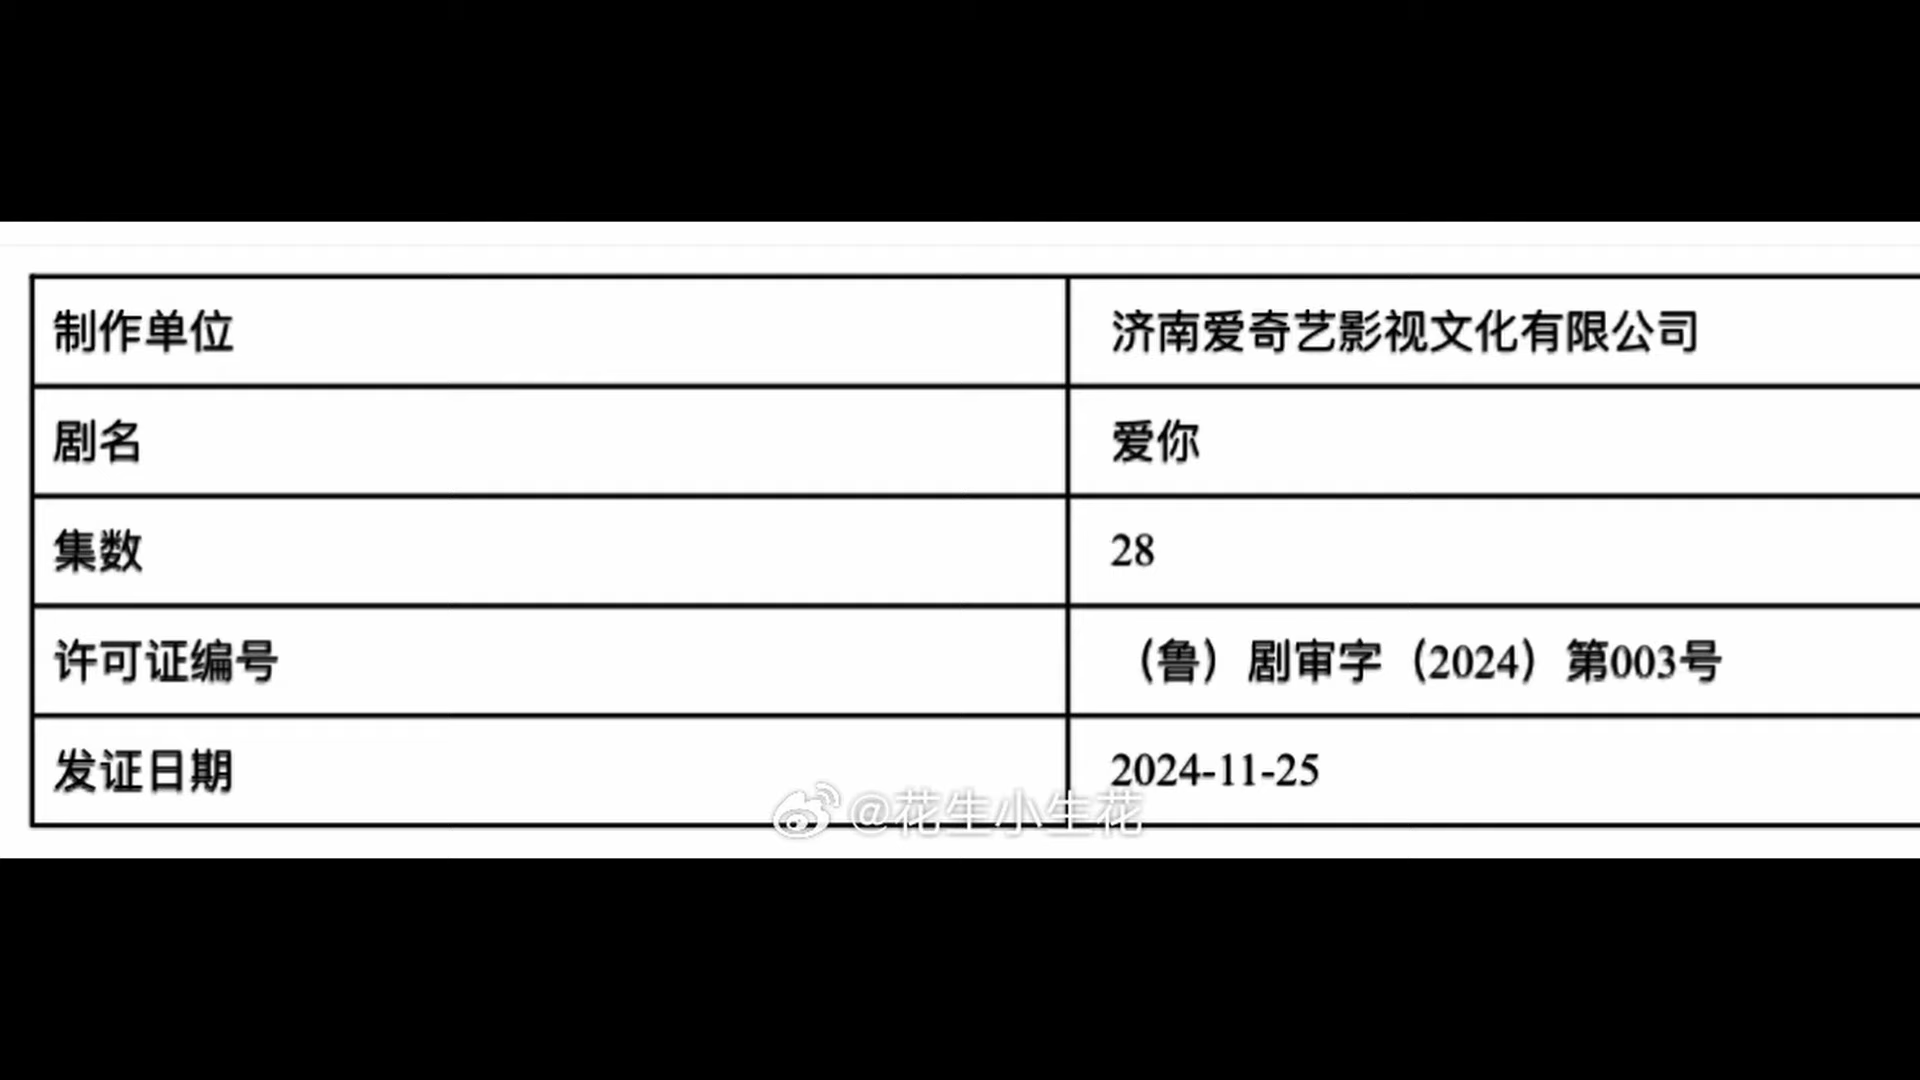 制作单位 济南爱奇艺影视文化有限公司
剧名 爱你
集数 28
许可证编号 （鲁）剧审字（2024）第003号
发证日期 2024-11-25
@花生小生花